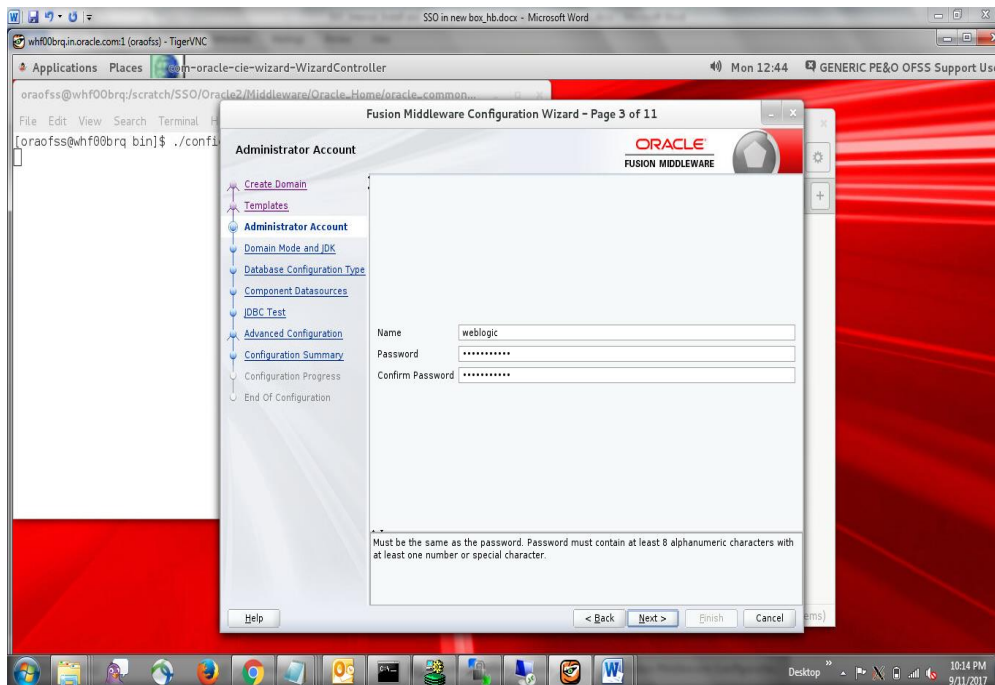 SSO in new box_hb.docx - Microsoft Word
whf00brq.in.oracle.com:1 (oraofss) - TigerVNC
Applications Places com-oracle-cie-wizard-WizardController Mon 12:44 GENERIC PE&O OFSS Support Us
oraofss@whf00brq:/scratch/SSO/Oracle2/Middleware/Oracle_Home/oracle_common...
File Edit View Search Terminal H
[oraofss@whf00brq bin]$ ./confi
Fusion Middleware Configuration Wizard - Page 3 of 11
Administrator Account
ORACLE
FUSION MIDDLEWARE
Create Domain
Templates
Administrator Account
Domain Mode and JDK
Database Configuration Type
Component Datasources
JDBC Test
Advanced Configuration
Configuration Summary
Configuration Progress
End Of Configuration
Name weblogic
Password •••••••••••
Confirm Password •••••••••••
Must be the same as the password. Password must contain at least 8 alphanumeric characters with
at least one number or special character.
Help < Back Next > Finish Cancel
ems)
Desktop
10:14 PM
9/11/2017